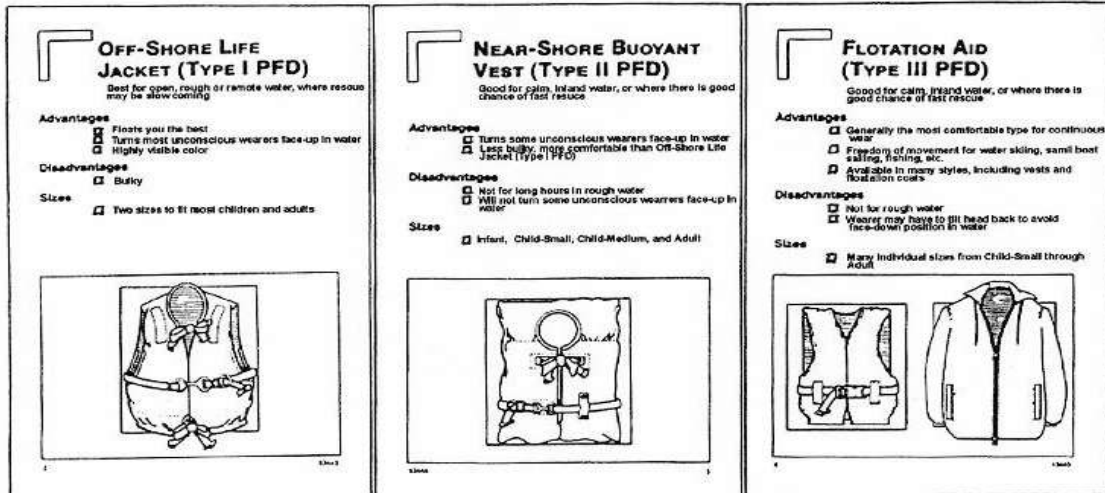 OFF-SHORE LIFE
JACKET (TYPE I PFD)
Best for open, rough or remote water, where rescue
may be slow coming
Advantages
Floats you the best
Turns most unconscious wearers face-up in water
Highly visible color
Disadvantages
Bulky
Sizes
Two sizes to fit most children and adults
NEAR-SHORE BUOYANT
VEST (TYPE II PFD)
Good for calm, inland water, or where there is good
chance of fast resuce
Advantages
Turns some unconscious wearers face-up in water
Less bulky, more comfortable than Off-Shore Life
Jacket (Type I PFD)
Disadvantages
Not for long hours in rough water
Will not turn some unconscious wearrers face-up in
water
Sizes
Infant, Child-Small, Child-Medium, and Adult
FLOTATION AID
(TYPE III PFD)
Goood for calm, inland water, or where there is
good chance of fast rescue
Advantages
Generally the most comfortable type for continuous
wear
Freedom of movement for water skiing, samll boat
sailing, fishing, etc.
Available in many styles, including vests and
floatation coats
Disadvantages
Not for rough water
Wearer may have to tilt head back to avoid
face-down position in water
Sizes
Many individual sizes from Child-Small through
Adult